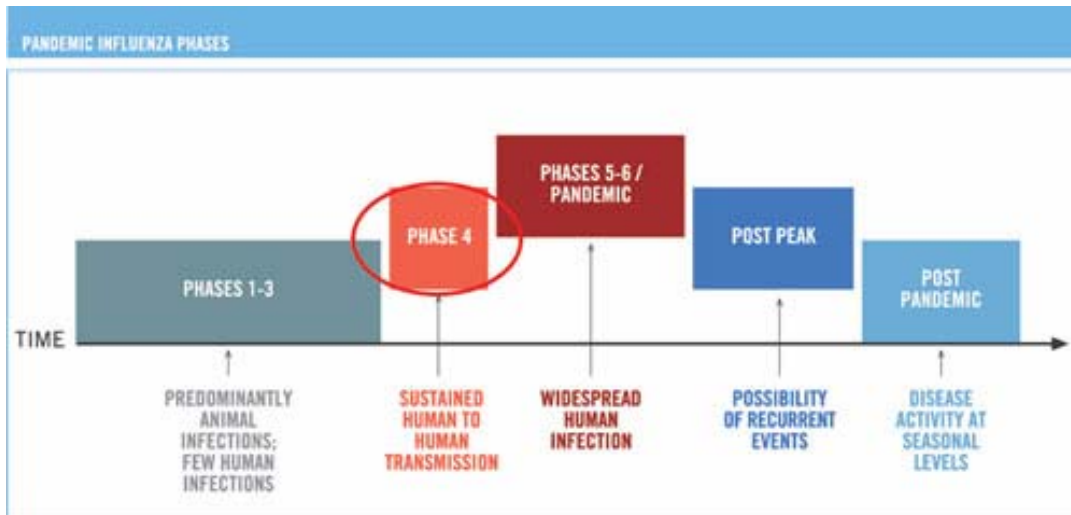 PANDEMIC INFLUENZA PHASES
PHASES 5-6 /
PANDEMIC
PHASE 4
POST PEAK
PHASES 1-3
POST
PANDEMIC
TIME
PREDOMINANTLY
ANIMAL
INFECTIONS;
FEW HUMAN
INFECTIONS
SUSTAINED
HUMAN TO
HUMAN
TRANSMISSION
WIDESPREAD
HUMAN
INFECTION
POSSIBILITY
OF RECURRENT
EVENTS
DISEASE
ACTIVITY AT
SEASONAL
LEVELS